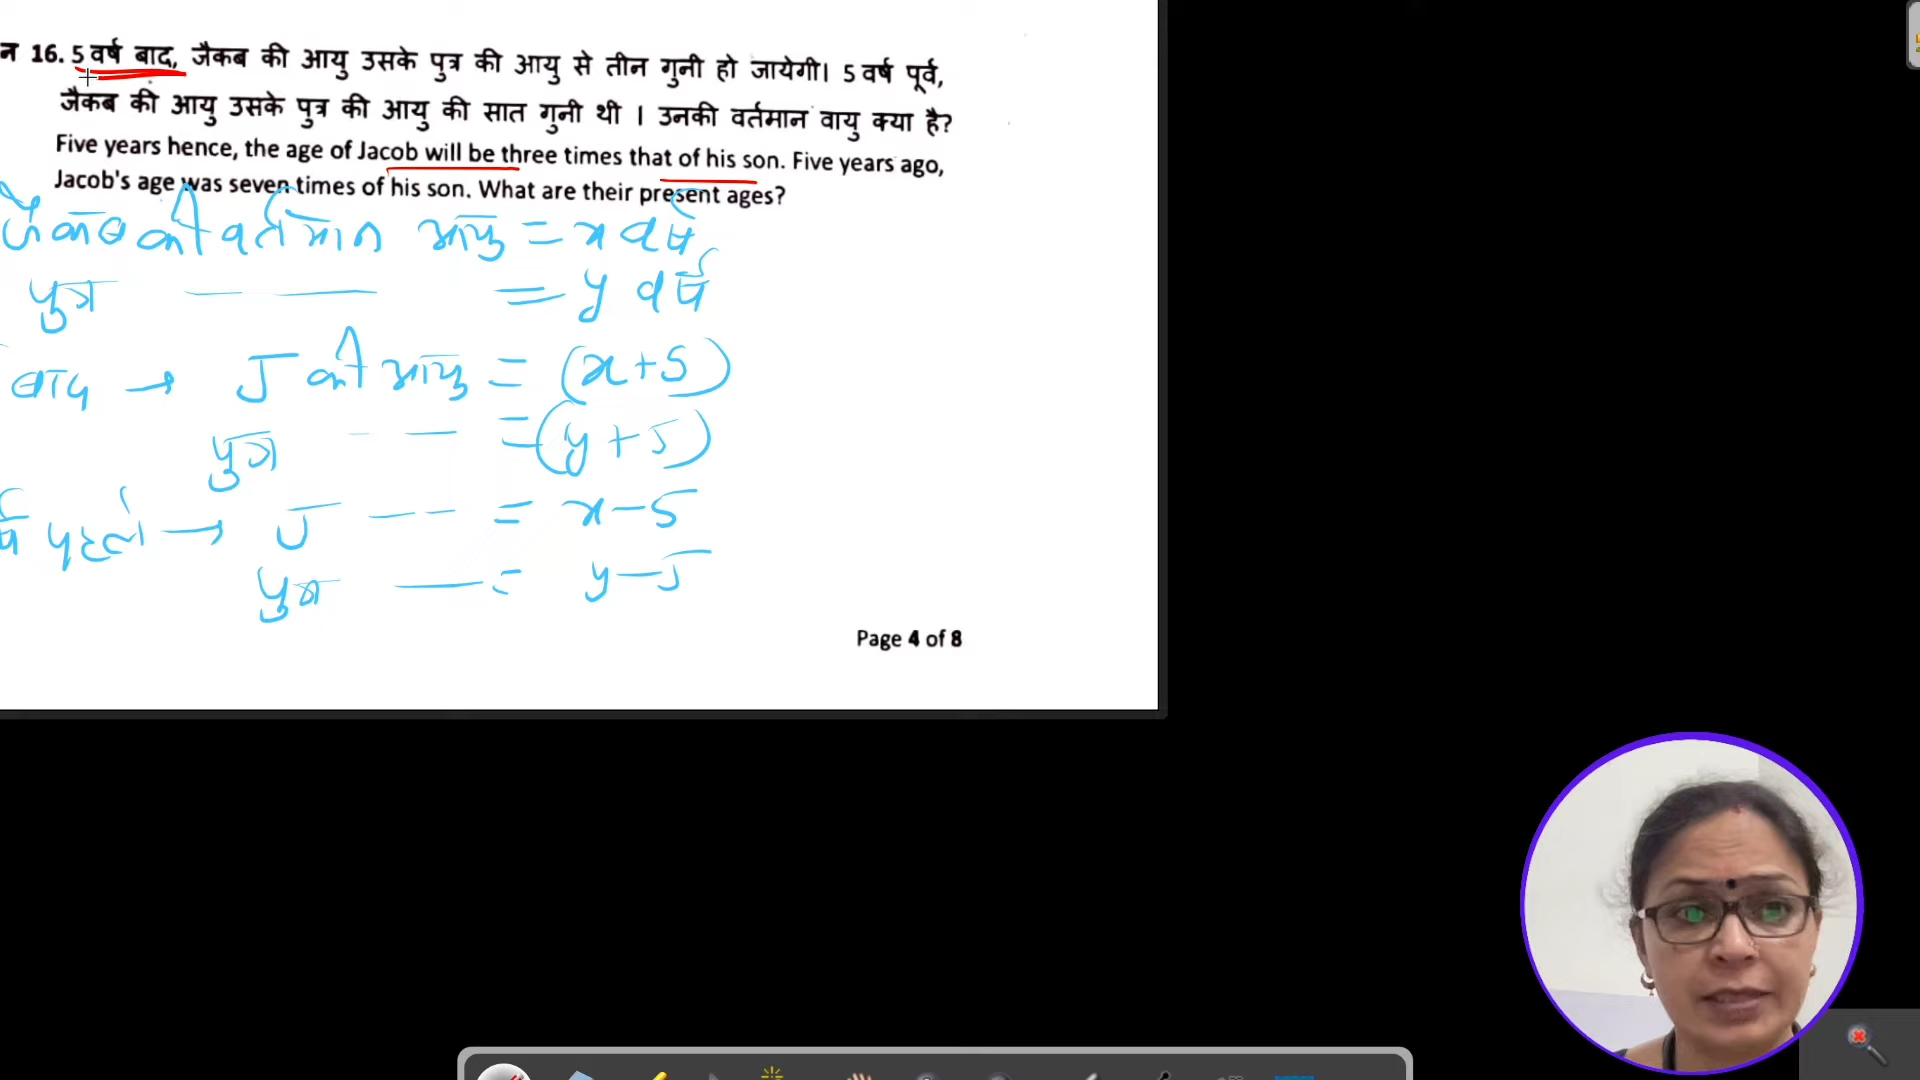 न 16. 5 वर्ष बाद, जैकब की आयु उसके पुत्र की आयु से तीन गुनी हो जायेगी। 5 वर्ष पूर्व,
जैकब की आयु उसके पुत्र की आयु की सात गुनी थी । उनकी वर्तमान वायु क्या है?
Five years hence, the age of Jacob will be three times that of his son. Five years ago,
Jacob's age was seven times of his son. What are their present ages?
जैकब की वर्तमान आयु = x वर्ष
पुत्र = y वर्ष
बाद → J की आयु = (x+5)
पुत्र = (y+5)
पहले → J = x-5
पुत्र = y-5
Page 4 of 8